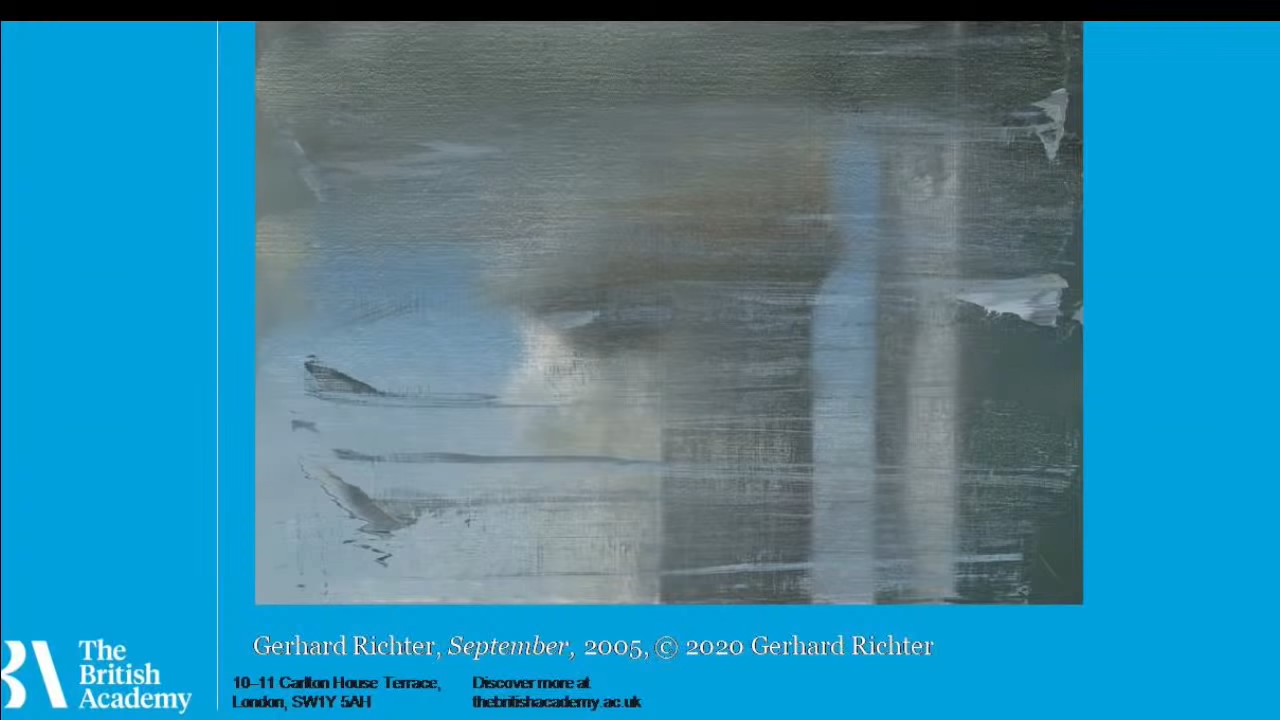 Gerhard Richter, September, 2005, © 2020 Gerhard Richter
The
British
Academy
10–11 Carlton House Terrace,
London, SW1Y 5AH
Discover more at
thebritishacademy.ac.uk